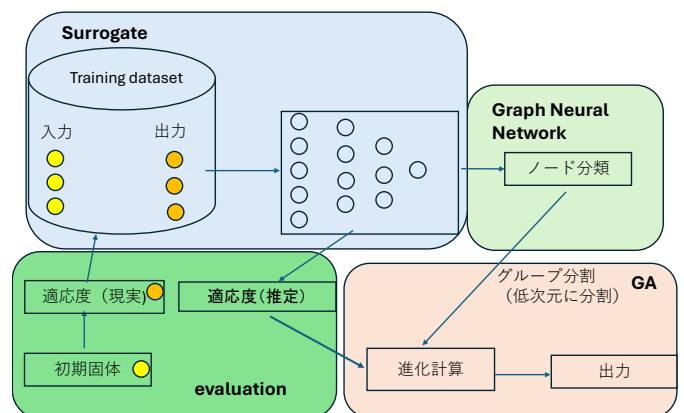 Surrogate
Training dataset
入力
出力
Graph Neural
Network
ノード分類
適応度（現実)
適応度(推定）
初期固体
evaluation
グループ分割
（低次元に分割）
GA
進化計算
出力